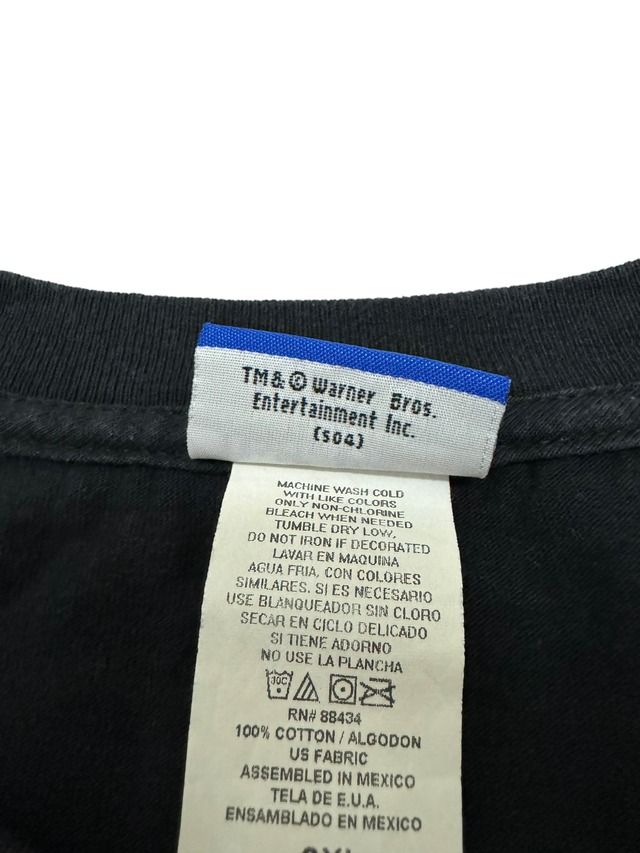 TM& © Warner Bros.
Entertainment Inc.
(s04)
MACHINE WASH COLD
WITH LIKE COLORS
ONLY NON-CHLORINE
BLEACH WHEN NEEDED
TUMBLE DRY LOW,
DO NOT IRON IF DECORATED
LAVAR EN MAQUINA
AGUA FRIA, CON COLORES
SIMILARES. SI ES NECESARIO
USE BLANQUEADOR SIN CLORO
SECAR EN CICLO DELICADO
SI TIENE ADORNO
NO USE LA PLANCHA
RN# 88434
100% COTTON / ALGODON
US FABRIC
ASSEMBLED IN MEXICO
TELA DE E.U.A.
ENSAMBLADO EN MEXICO